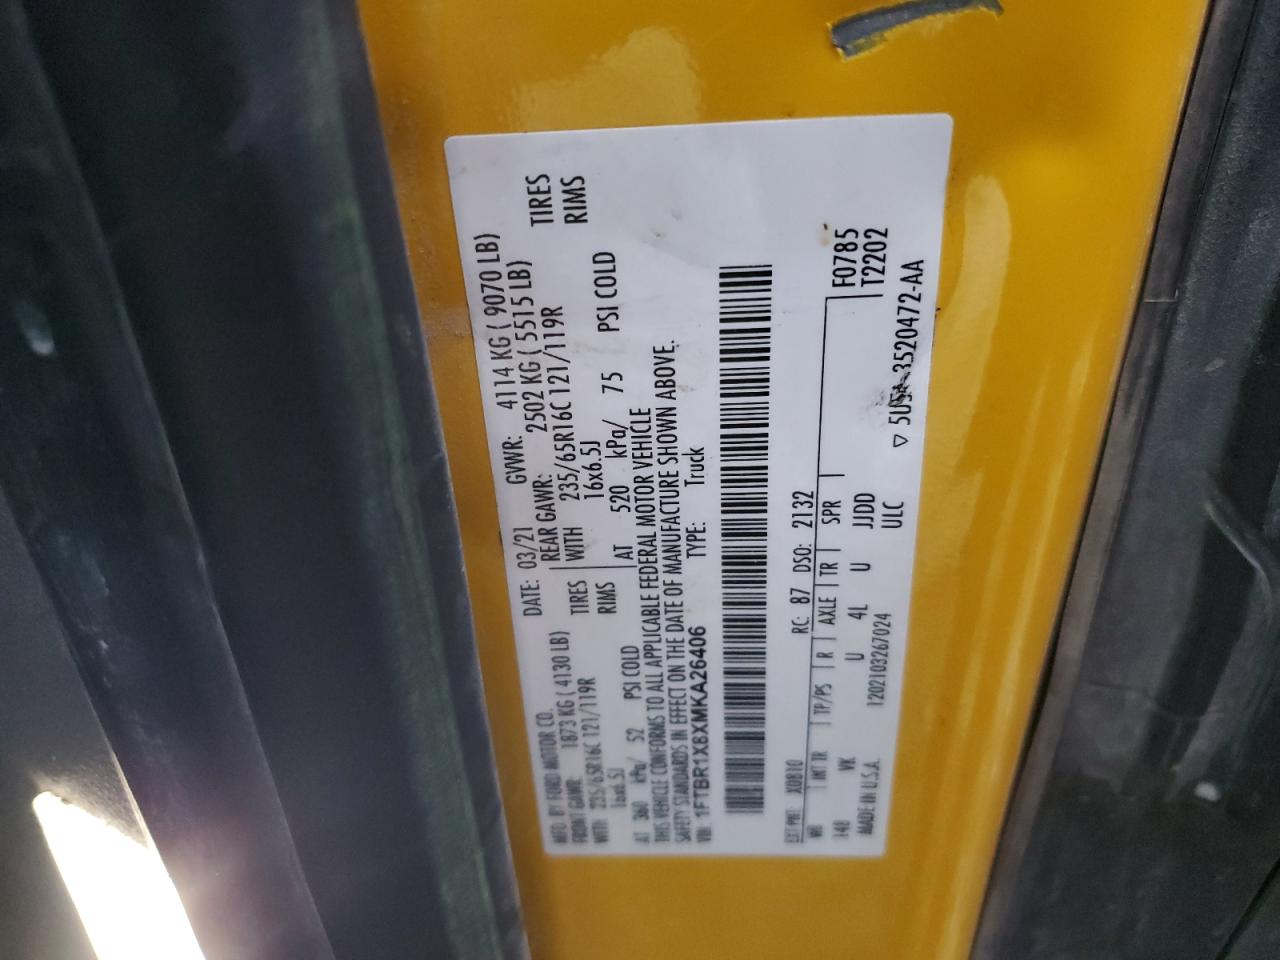 MFD. BY FORD MOTOR CO.
DATE: 03/21 GVWR: 4114 KG ( 9070 LB)
FRONT GAWR: 1873 KG ( 4130 LB) REAR GAWR: 2502 KG ( 5515 LB)
WITH 235/65R16C 121/119R TIRES WITH 235/65R16C 121/119R TIRES
16x6.5J RIMS 16x6.5J RIMS
AT 360 kPa/ 52 PSI COLD AT 520 kPa/ 75 PSI COLD
THIS VEHICLE CONFORMS TO ALL APPLICABLE FEDERAL MOTOR VEHICLE
SAFETY STANDARDS IN EFFECT ON THE DATE OF MANUFACTURE SHOWN ABOVE.
VIN: 1FTBR1X8XMKA26406 TYPE: Truck
EXT PNT: X0810 RC: 87 DSO: 2132
WB INT TR TP/PS R AXLE TR SPR F0785
148 VK U 4L U JJDD T2202
MADE IN U.S.A. 1202103267024 ULC
▽ 5U5A-3520472-AA